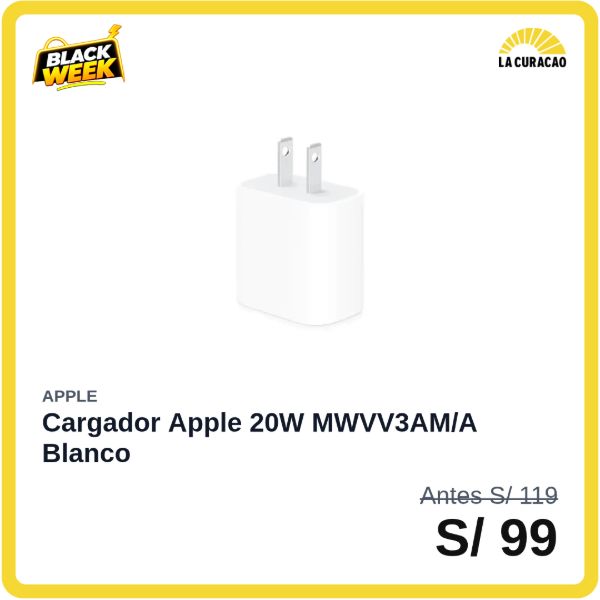 BLACK
WEEK
LA CURACAO
APPLE
Cargador Apple 20W MWVV3AM/A
Blanco
Antes S/ 119
S/ 99